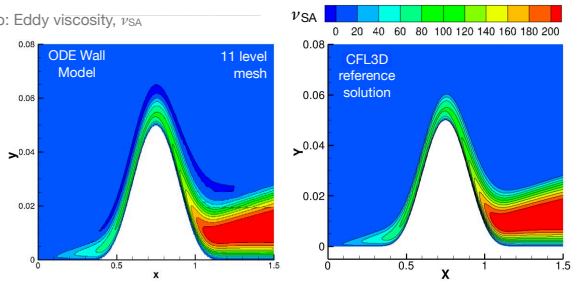 o: Eddy viscosity, νSA
νSA
0 20 40 60 80 100 120 140 160 180 200
ODE Wall
Model
11 level
mesh
0.08
0.06
0.04
0.02
0
y
0 0.5 1 1.5
x
CFL3D
reference
solution
0.08
0.06
0.04
0.02
0
Y
0 0.5 1 1.5
X